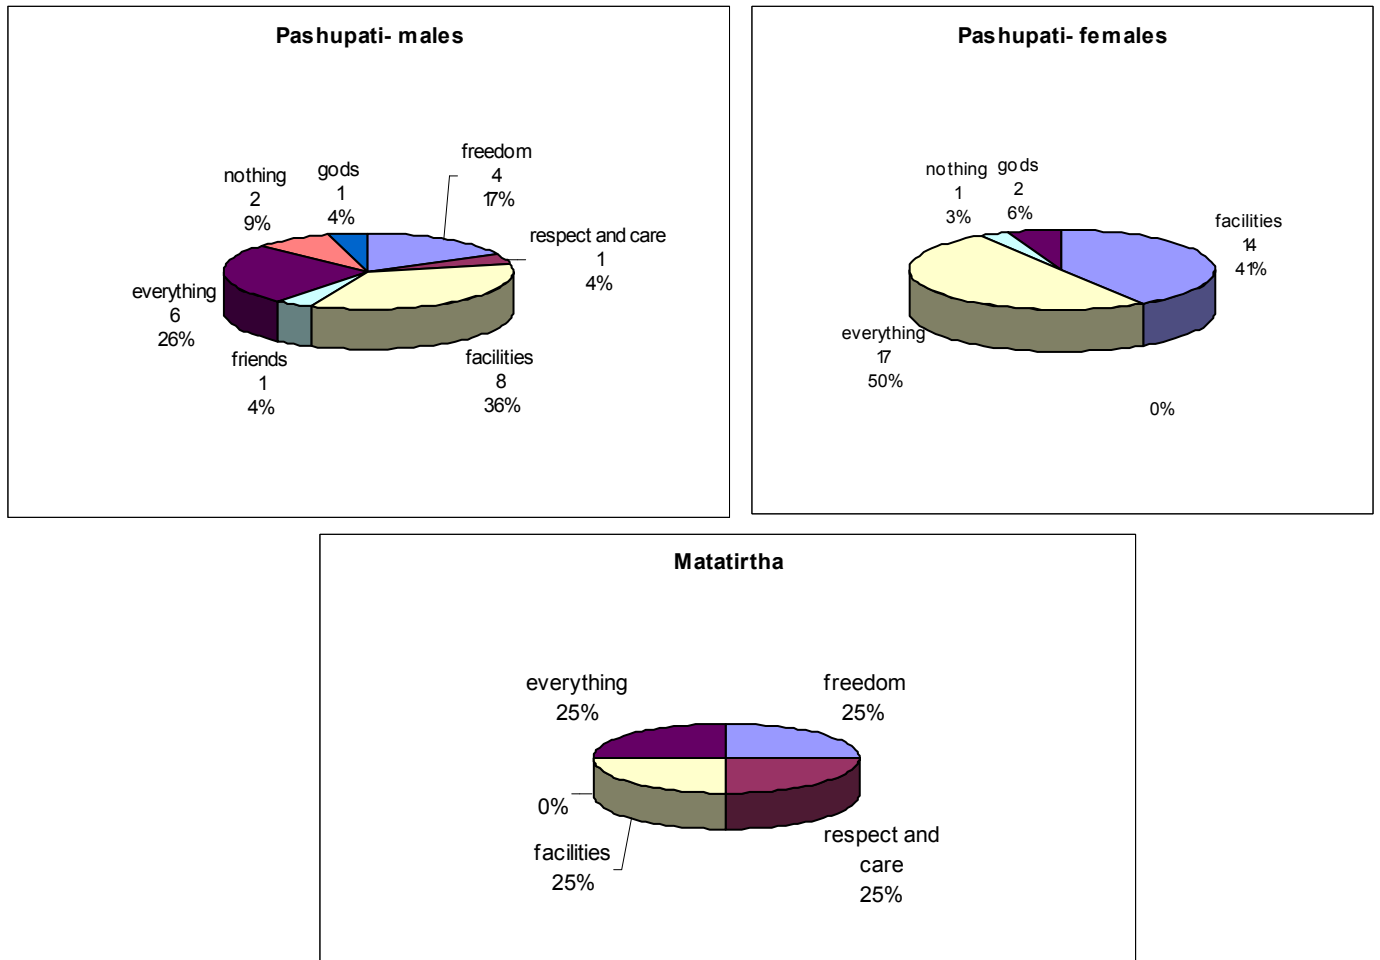 Pashupati- males
freedom
4
17%
gods
1
4%
nothing
2
9%
respect and care
1
4%
everything
6
26%
friends
1
4%
facilities
8
36%
Pashupati- females
nothing
1
3%
gods
2
6%
facilities
14
41%
everything
17
50%
0%
Matatirtha
everything
25%
freedom
25%
0%
facilities
25%
respect and
care
25%